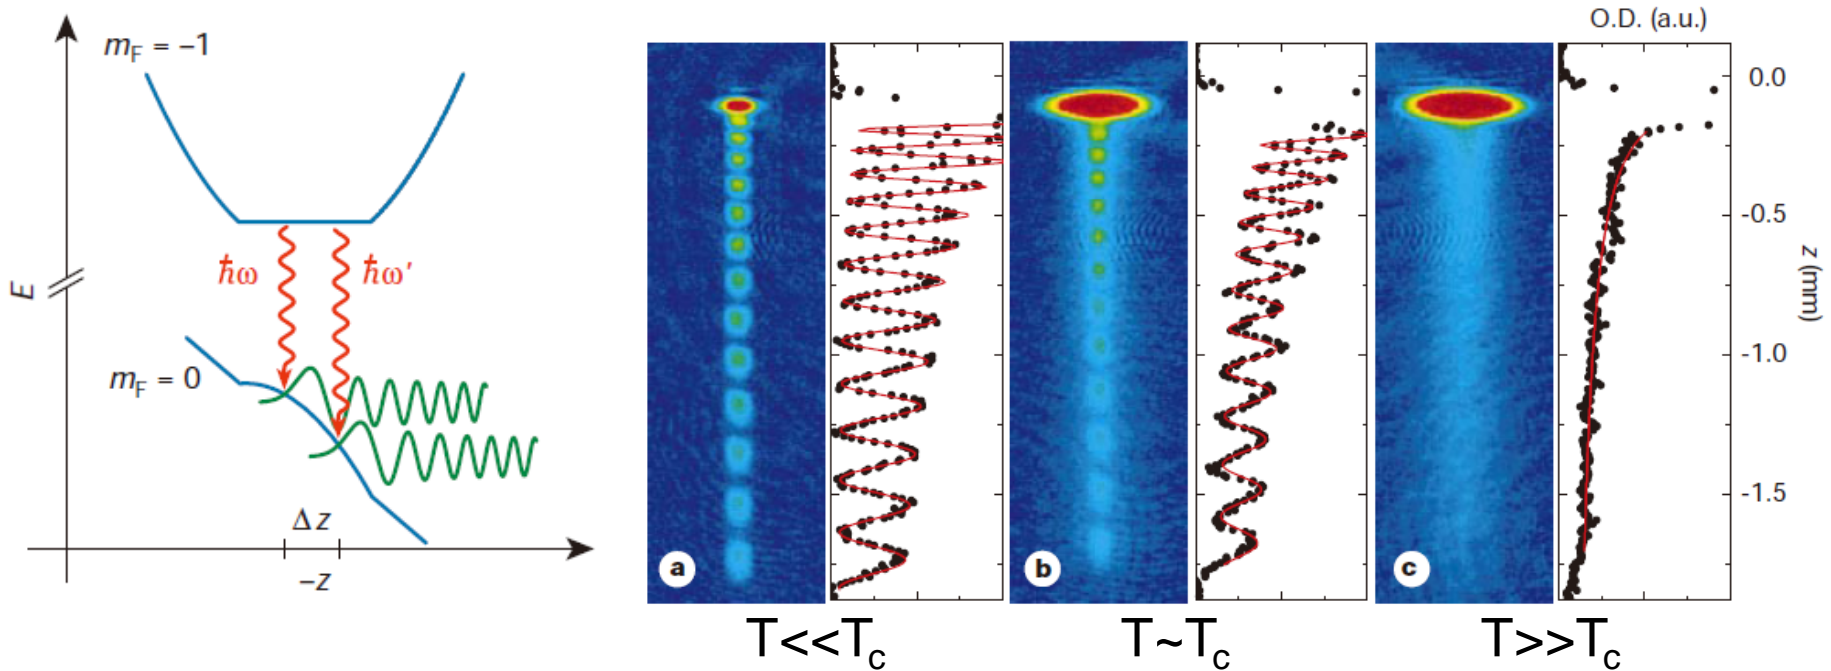 E
m_F = –1
ħω
ħω'
m_F = 0
Δz
–z
a
b
c
O.D. (a.u.)
0.0
-0.5
-1.0
-1.5
z (mm)
T<<T_c
T~T_c
T>>T_c